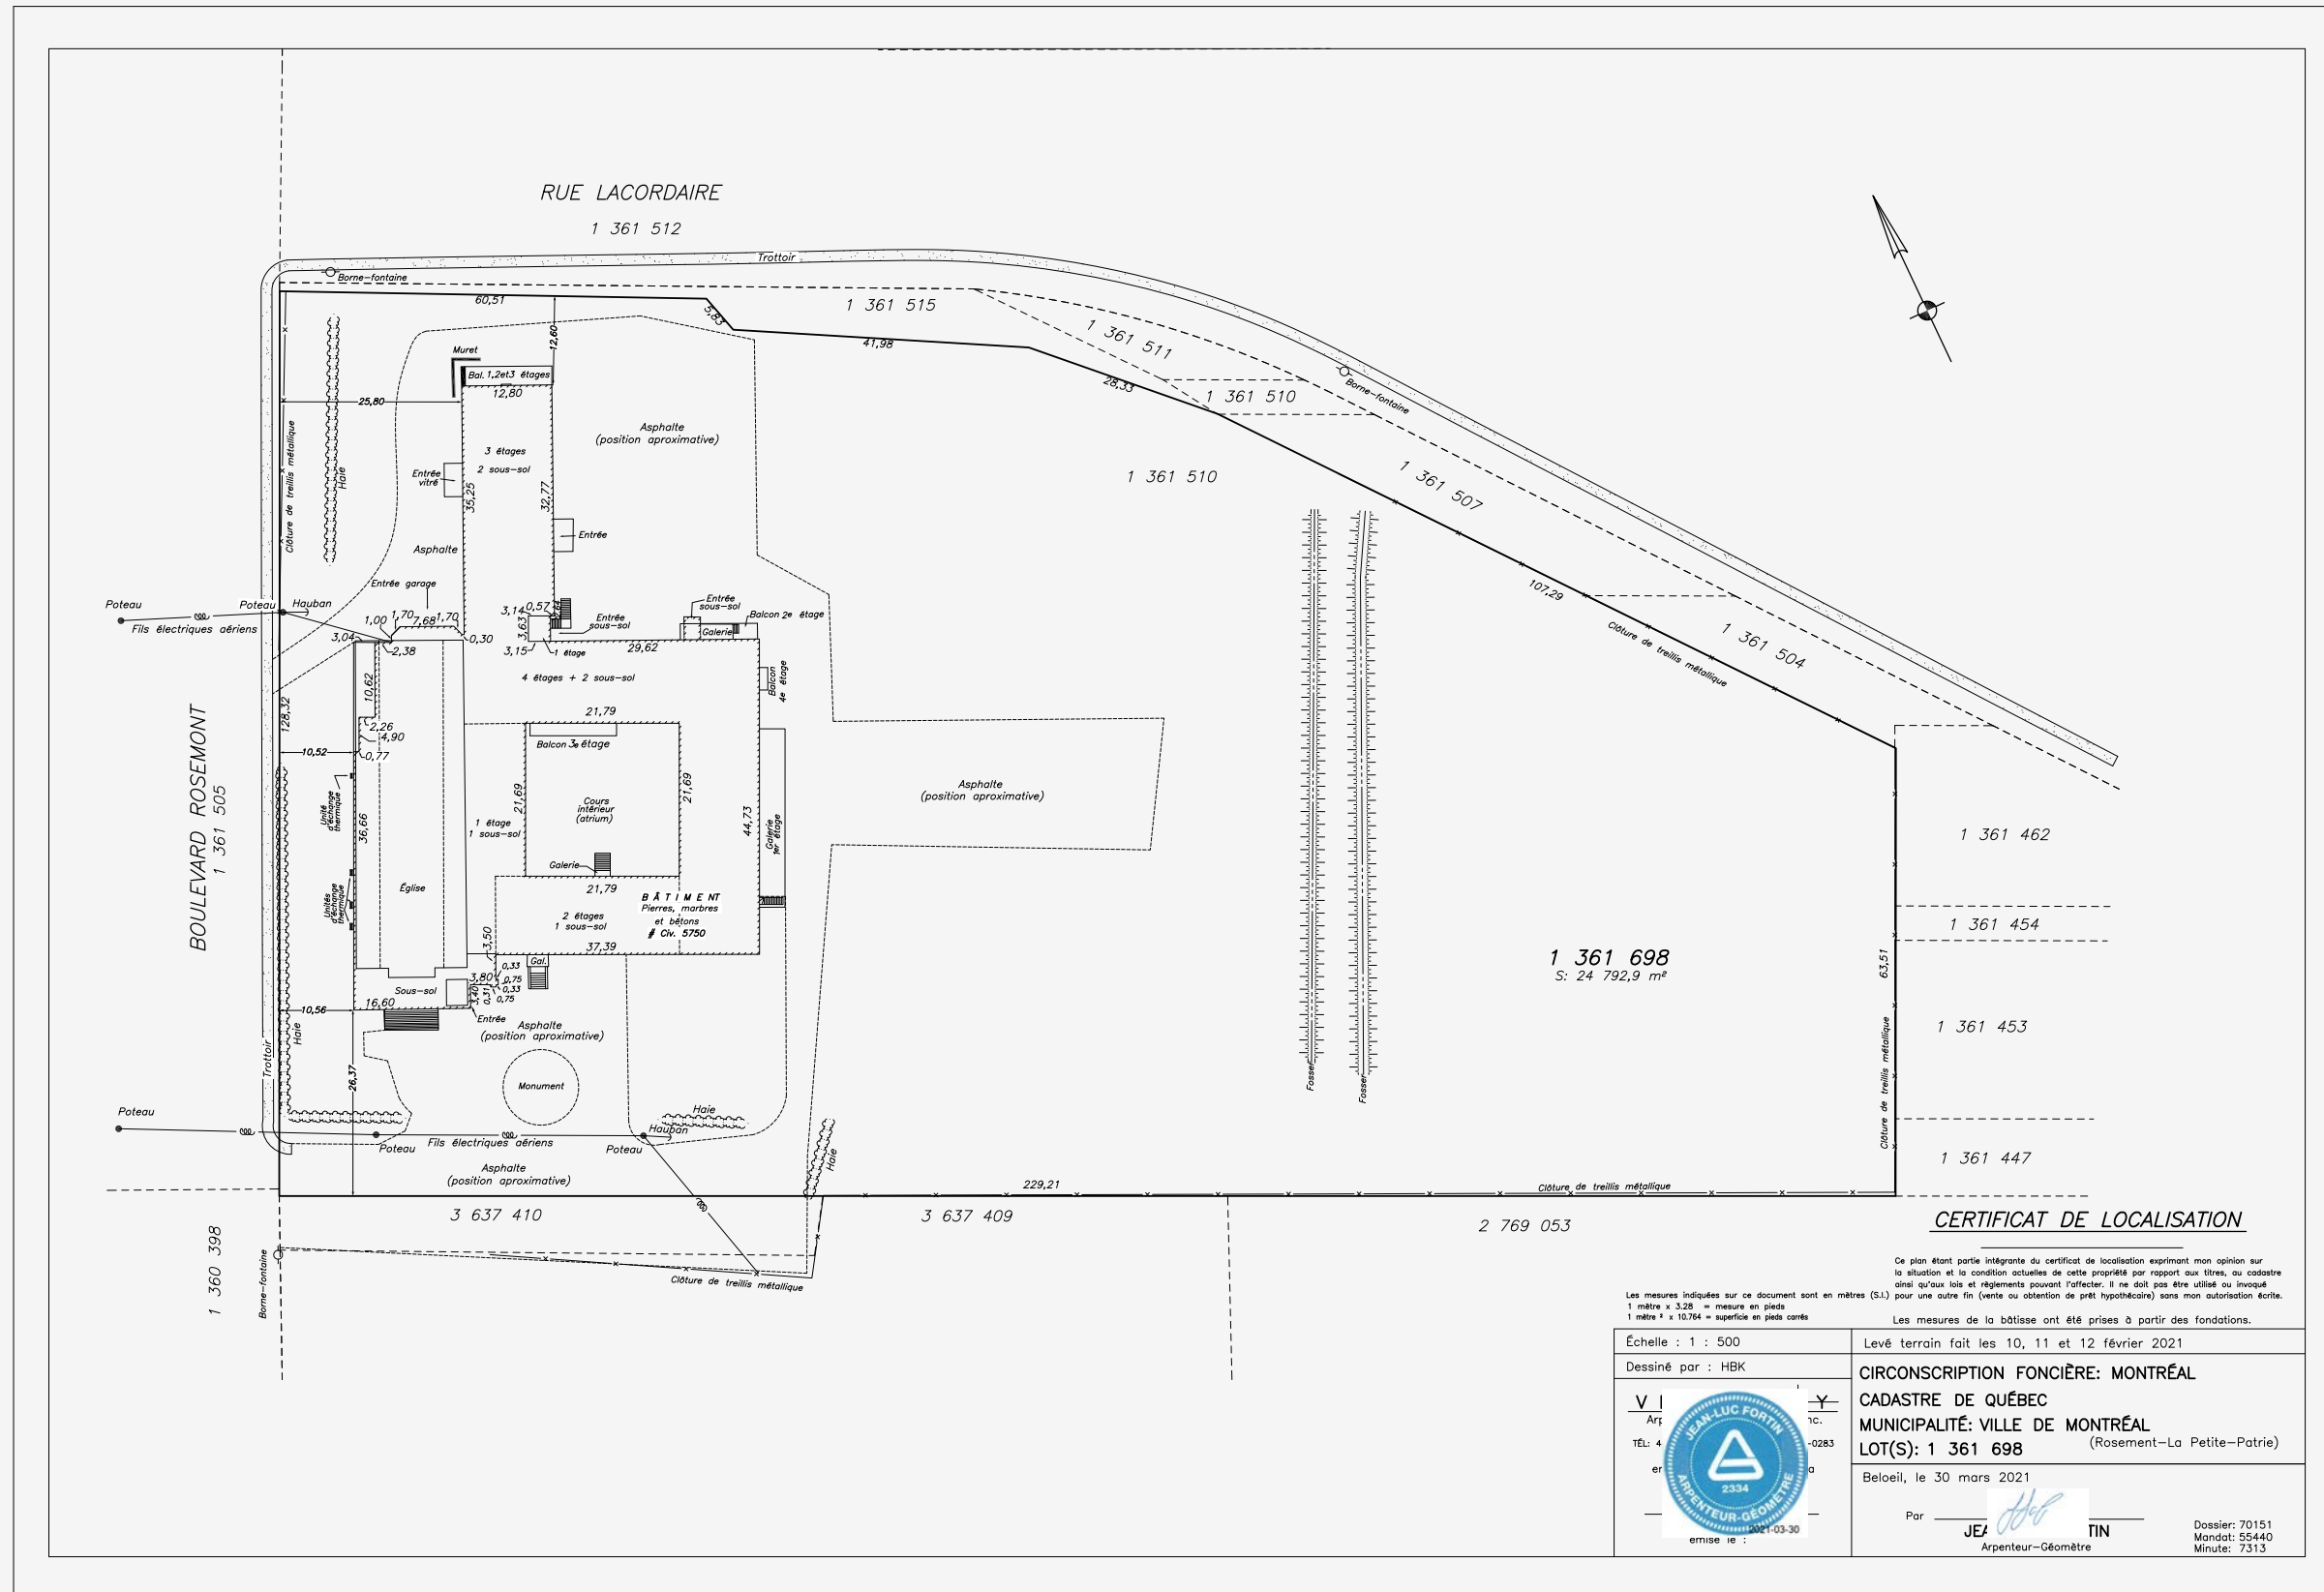 RUE LACORDAIRE
1 361 512
Trottoir
Borne-fontaine
60,51
5,83
1 361 515
41,98
1 361 511
28,33
1 361 510
Borne-fontaine
12,60
Muret
Bal. 1,2et3 étages
12,80
25,80
Clôture de treillis métallique
Haie
Asphalte
(position aproximative)
3 étages
2 sous-sol
Entrée
vitré
35,25
32,77
1 361 510
1 361 507
Entrée
Asphalte
Entrée garage
107,29
Clôture de treillis métallique
1 361 504
Poteau
Poteau
Hauban
Fils électriques aériens
1,00
1,70
7,68
1,70
3,04
2,38
0,30
3,14
0,57
2,64
3,63
3,15
1 étage
Entrée
sous-sol
29,62
Entrée
sous-sol
Balcon 2e étage
Galerie
Balcon
4e étage
4 étages + 2 sous-sol
128,32
10,62
2,26
4,90
0,77
10,52
21,79
Balcon 3e étage
BOULEVARD ROSEMONT
1 361 505
Unité
d'échange
thermique
36,66
21,69
1 étage
1 sous-sol
Cours
intérieur
(atrium)
21,69
44,73
Galerie
1er étage
Asphalte
(position aproximative)
Galerie
21,79
Église
Unités
d'échange
thermique
BÂTIMENT
Pierres, marbres
et bétons
# Civ. 5750
2 étages
1 sous-sol
37,39
3,50
0,33
0,75
0,33
0,75
3,80
3,40
0,31
Gal.
Sous-sol
16,60
Entrée
10,56
Haie
Trottoir
Asphalte
(position aproximative)
Monument
26,37
Fosser
Fosser
1 361 698
S: 24 792,9 m²
63,51
Clôture de treillis métallique
1 361 462
1 361 454
1 361 453
1 361 447
Poteau
Poteau
Fils électriques aériens
Haie
Hauban
Poteau
Haie
Asphalte
(position aproximative)
229,21
Clôture de treillis métallique
3 637 410
3 637 409
2 769 053
1 360 398
Borne-fontaine
Clôture de treillis métallique
CERTIFICAT DE LOCALISATION
Ce plan étant partie intégrante du certificat de localisation exprimant mon opinion sur
la situation et la condition actuelles de cette propriété par rapport aux titres, au cadastre
ainsi qu'aux lois et règlements pouvant l'affecter. Il ne doit pas être utilisé ou invoqué
pour une autre fin (vente ou obtention de prêt hypothécaire) sans mon autorisation écrite.
Les mesures indiquées sur ce document sont en mètres (S.I.)
1 mètre x 3.28 = mesure en pieds
1 mètre ² x 10.764 = superficie en pieds carrés
Les mesures de la bâtisse ont été prises à partir des fondations.
Échelle : 1 : 500
Levé terrain fait les 10, 11 et 12 février 2021
Dessiné par : HBK
CIRCONSCRIPTION FONCIÈRE: MONTRÉAL
CADASTRE DE QUÉBEC
MUNICIPALITÉ: VILLE DE MONTRÉAL
LOT(S): 1 361 698
(Rosement-La Petite-Patrie)
TÉL: 4
-0283
JEAN-LUC FORTIN
2334
ARPENTEUR-GÉOMÈTRE
2021-03-30
émise le :
Beloeil, le 30 mars 2021
Par
Arpenteur-Géomètre
Dossier: 70151
Mandat: 55440
Minute: 7313